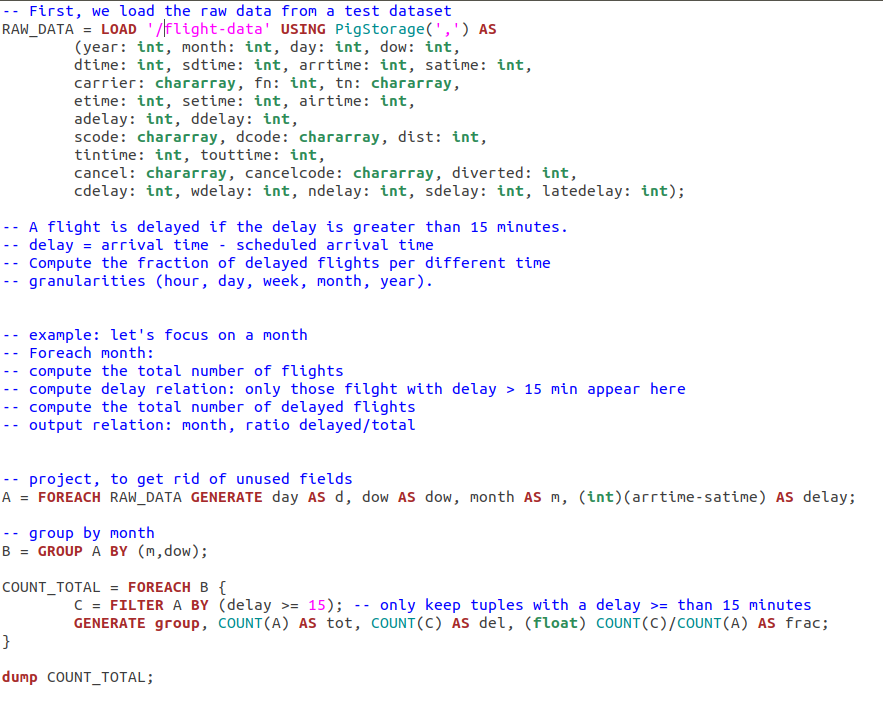 -- First, we load the raw data from a test dataset
RAW_DATA = LOAD '/flight-data' USING PigStorage(',') AS
(year: int, month: int, day: int, dow: int,
dtime: int, sdtime: int, arrtime: int, satime: int,
carrier: chararray, fn: int, tn: chararray,
etime: int, setime: int, airtime: int,
adelay: int, ddelay: int,
scode: chararray, dcode: chararray, dist: int,
tintime: int, touttime: int,
cancel: chararray, cancelcode: chararray, diverted: int,
cdelay: int, wdelay: int, ndelay: int, sdelay: int, latedelay: int);
-- A flight is delayed if the delay is greater than 15 minutes.
-- delay = arrival time - scheduled arrival time
-- Compute the fraction of delayed flights per different time
-- granularities (hour, day, week, month, year).
-- example: let's focus on a month
-- Foreach month:
-- compute the total number of flights
-- compute delay relation: only those filght with delay > 15 min appear here
-- compute the total number of delayed flights
-- output relation: month, ratio delayed/total
-- project, to get rid of unused fields
A = FOREACH RAW_DATA GENERATE day AS d, dow AS dow, month AS m, (int)(arrtime-satime) AS delay;
-- group by month
B = GROUP A BY (m,dow);
COUNT_TOTAL = FOREACH B {
C = FILTER A BY (delay >= 15); -- only keep tuples with a delay >= than 15 minutes
GENERATE group, COUNT(A) AS tot, COUNT(C) AS del, (float) COUNT(C)/COUNT(A) AS frac;
}
dump COUNT_TOTAL;